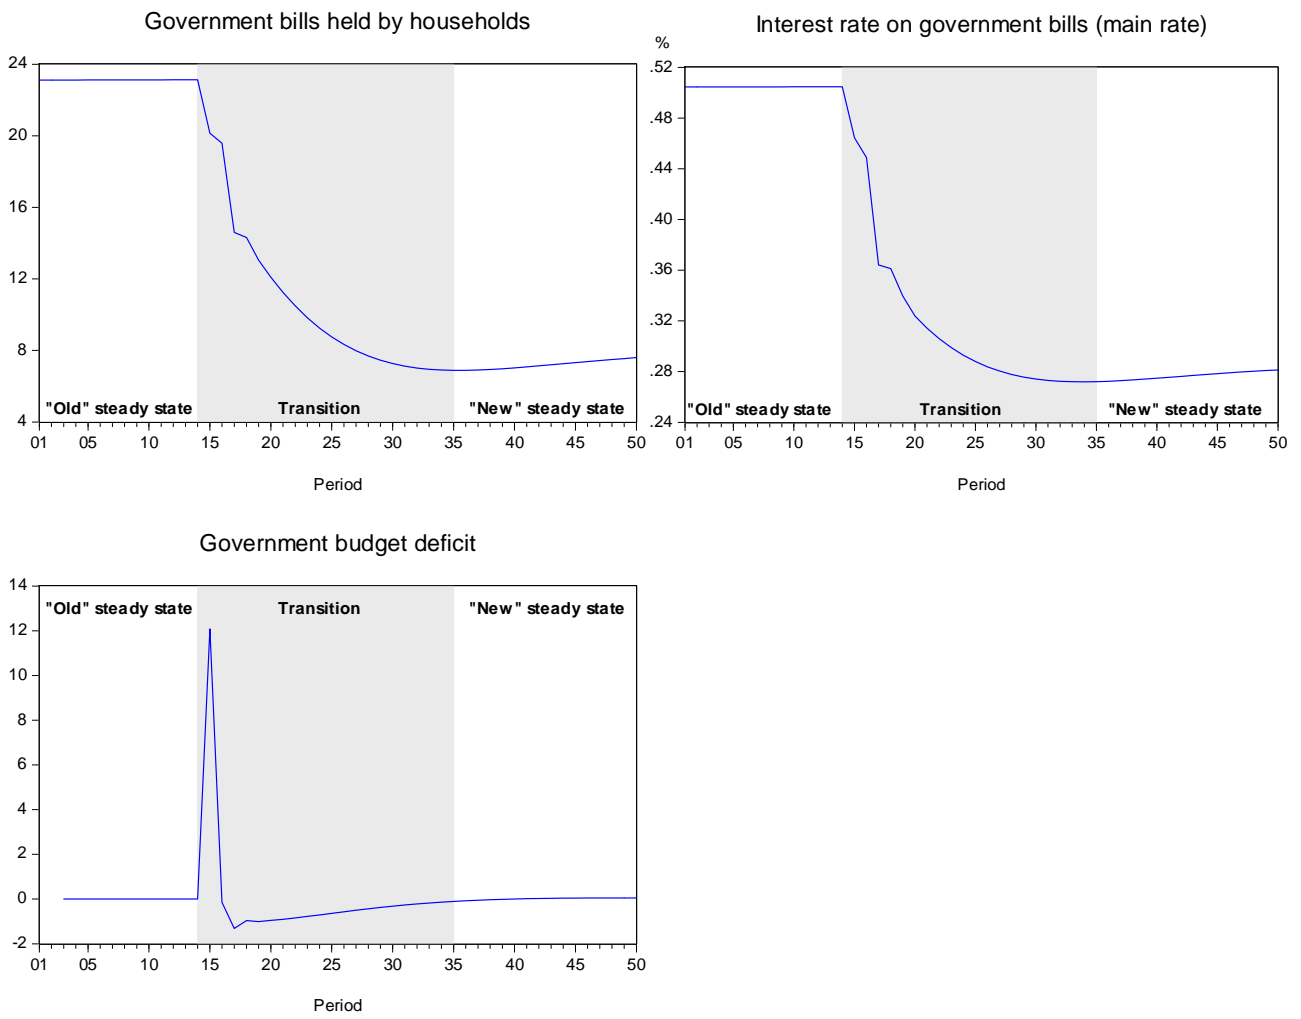 Government bills held by households
24
20
16
12
8
4
"Old" steady state
Transition
"New" steady state
01 05 10 15 20 25 30 35 40 45 50
Period
Interest rate on government bills (main rate)
%
.52
.48
.44
.40
.36
.32
.28
.24
"Old" steady state
Transition
"New" steady state
01 05 10 15 20 25 30 35 40 45 50
Period
Government budget deficit
14
12
10
8
6
4
2
0
-2
"Old" steady state
Transition
"New" steady state
01 05 10 15 20 25 30 35 40 45 50
Period